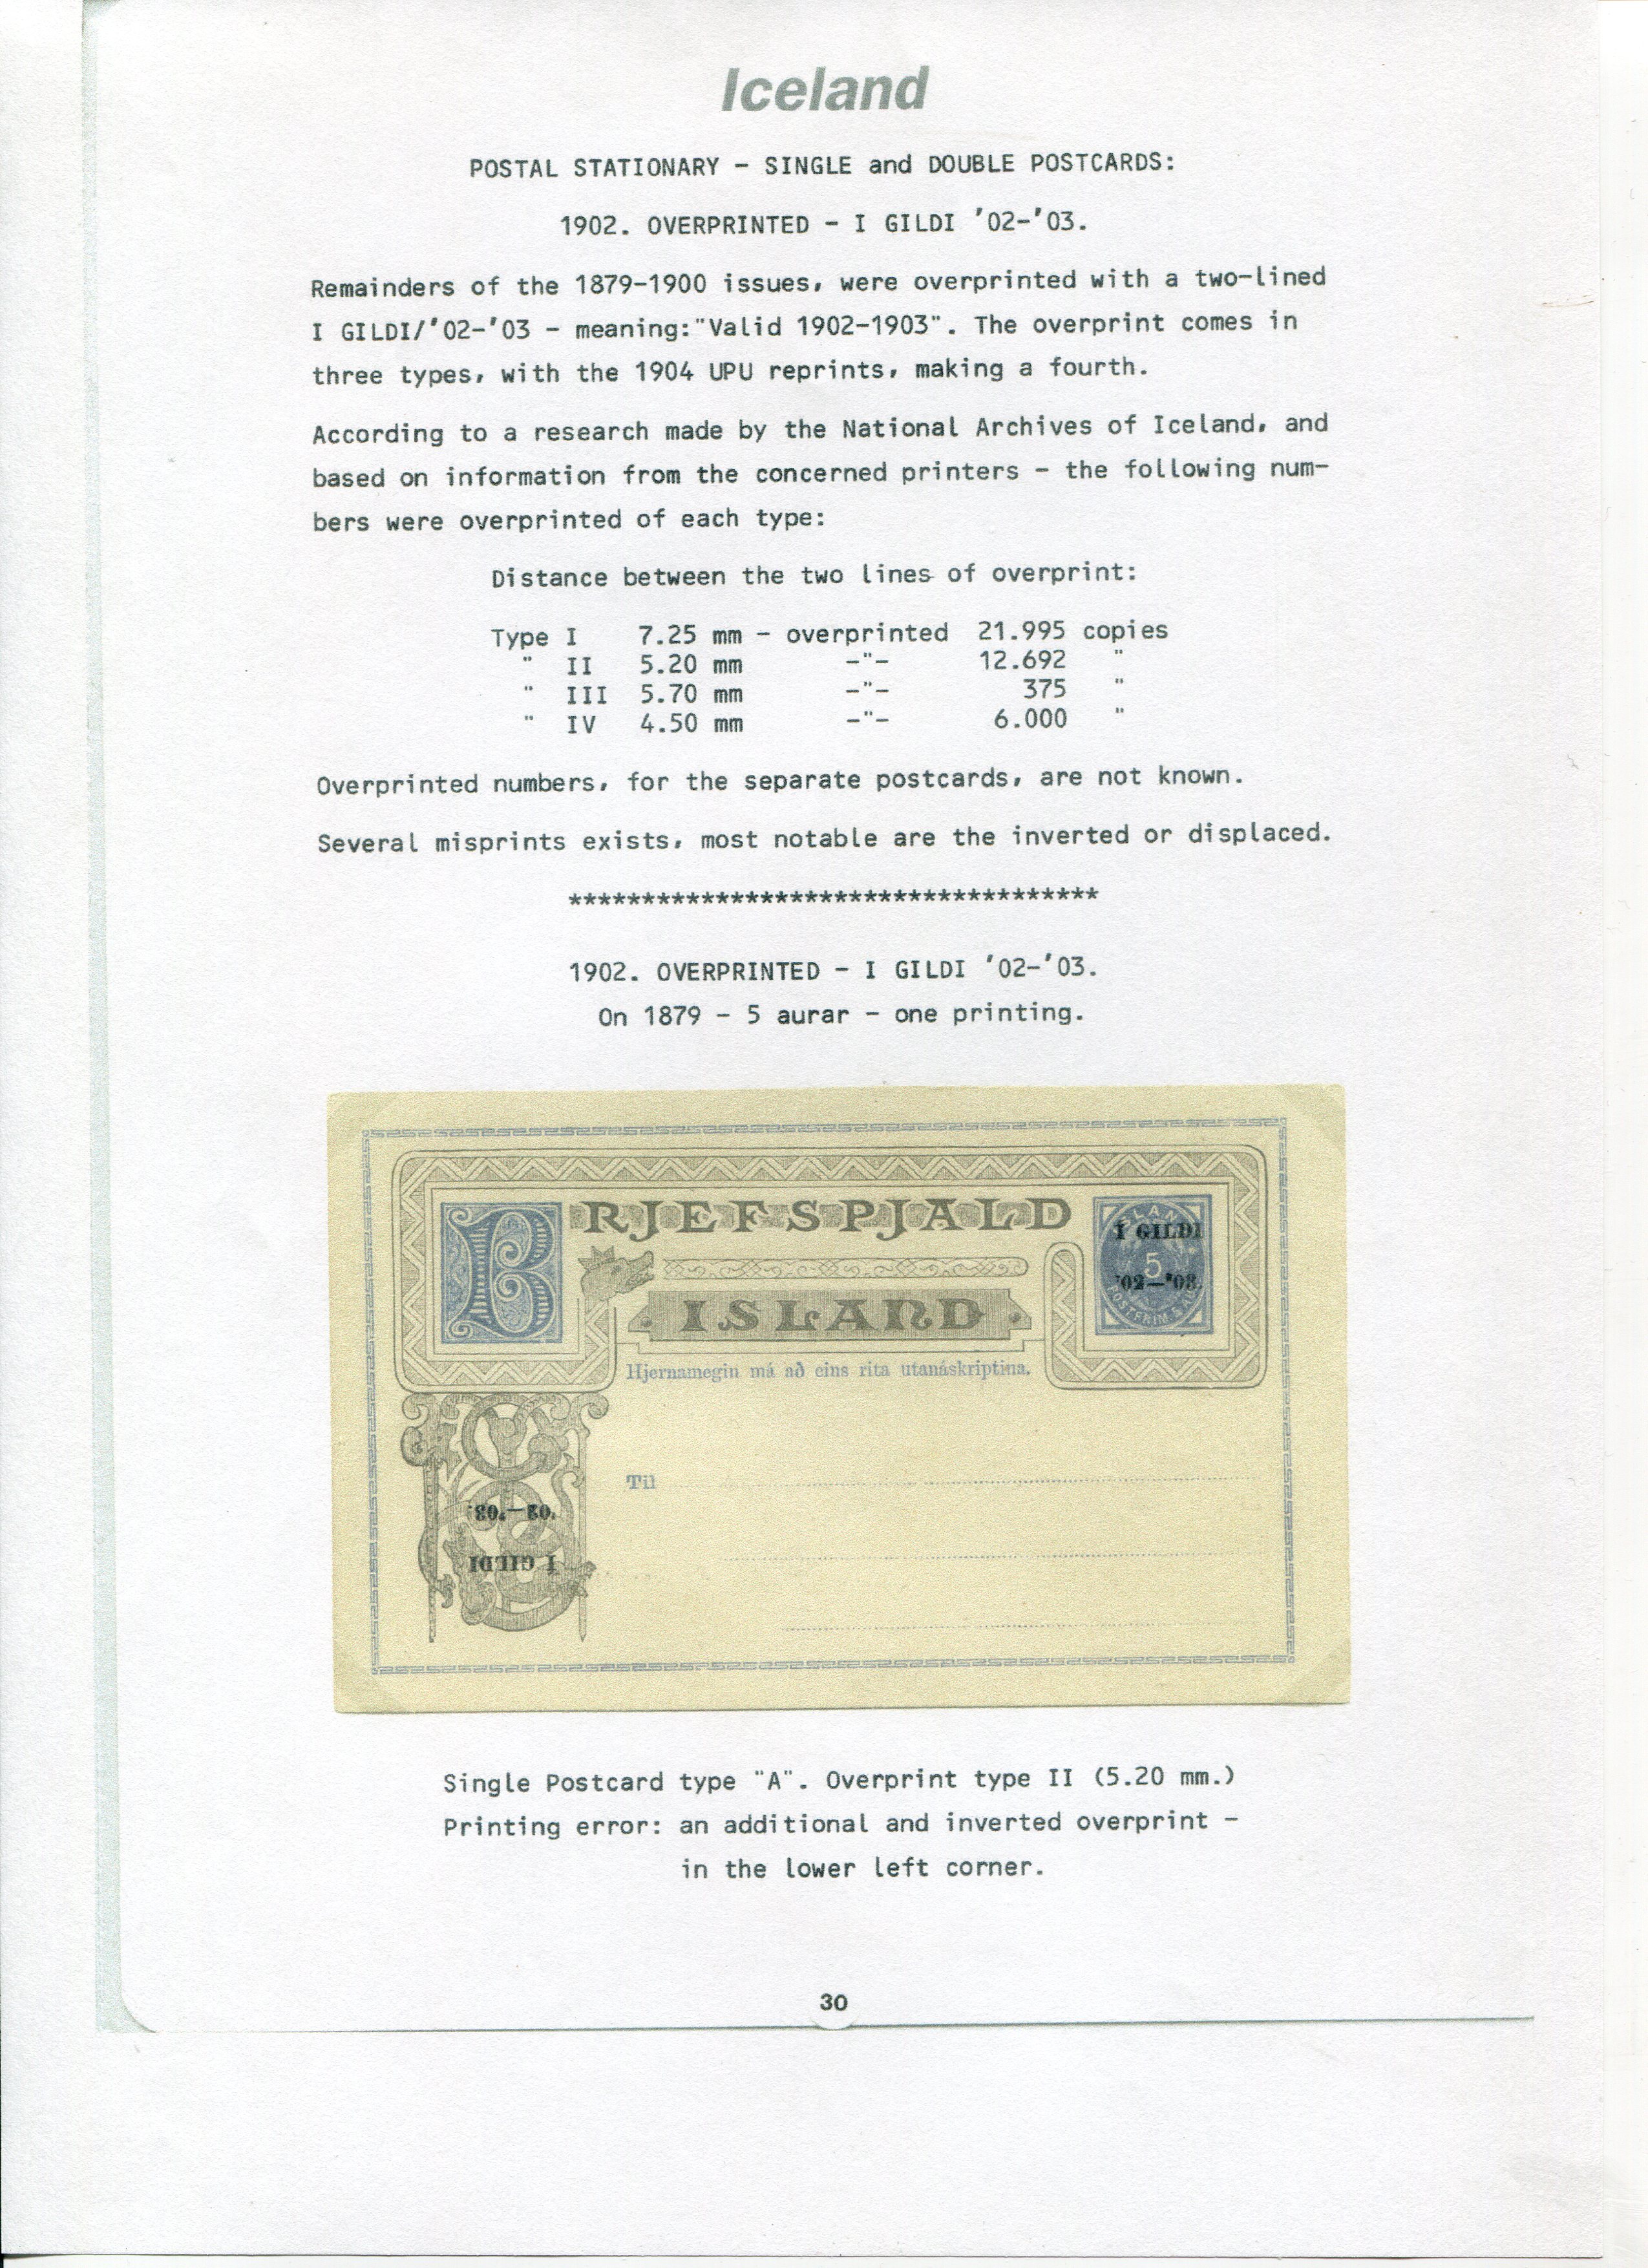 Iceland
POSTAL STATIONARY - SINGLE and DOUBLE POSTCARDS:
1902. OVERPRINTED - I GILDI '02-'03.
Remainders of the 1879-1900 issues, were overprinted with a two-lined
I GILDI/'02-'03 - meaning:"Valid 1902-1903". The overprint comes in
three types, with the 1904 UPU reprints, making a fourth.
According to a research made by the National Archives of Iceland, and
based on information from the concerned printers - the following num-
bers were overprinted of each type:
Distance between the two lines of overprint:
Type I 7.25 mm - overprinted 21.995 copies
" II 5.20 mm -"- 12.692 "
" III 5.70 mm -"- 375 "
" IV 4.50 mm -"- 6.000 "
Overprinted numbers, for the separate postcards, are not known.
Several misprints exists, most notable are the inverted or displaced.
************************************
1902. OVERPRINTED - I GILDI '02-'03.
On 1879 - 5 aurar - one printing.
BRJEFSPJALD
ISLAND
I GILDI
5
'02-'03.
POSTFRIM. 5
ISLAND
Hjernamegin má að eins rita utanáskriptina.
Til
I GILDI
'02-'03.
Single Postcard type "A". Overprint type II (5.20 mm.)
Printing error: an additional and inverted overprint -
in the lower left corner.
30